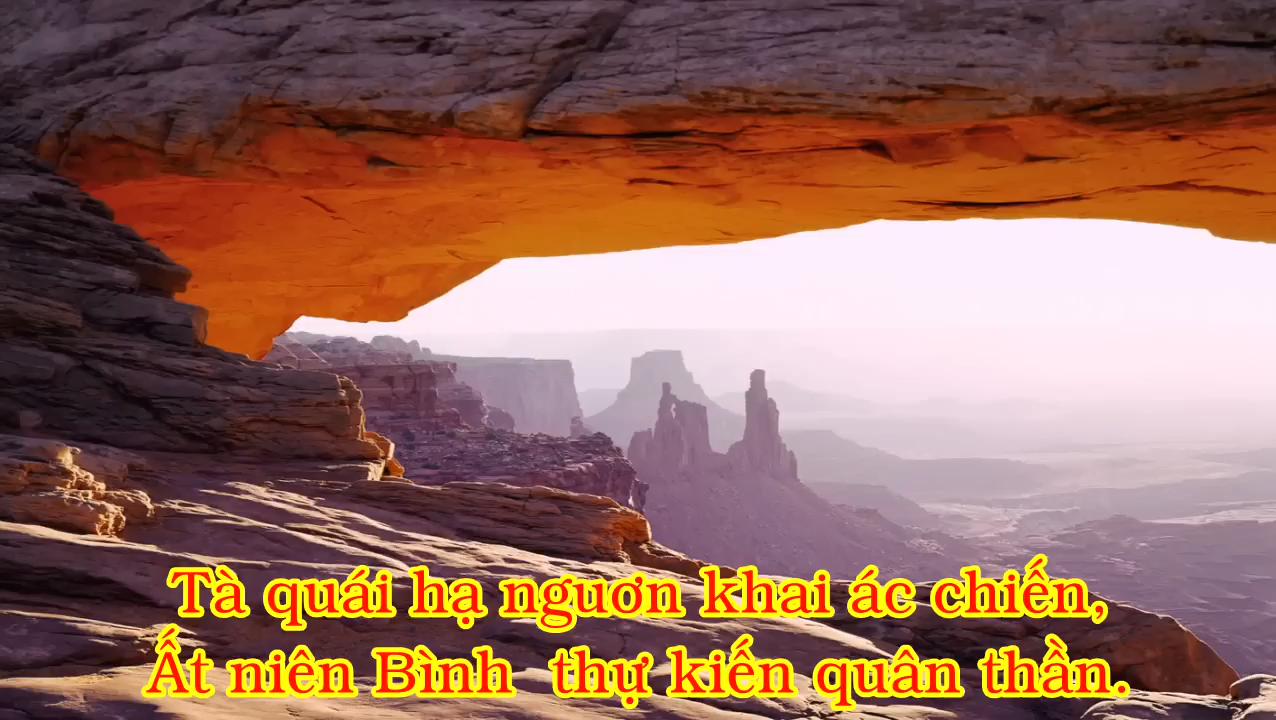 Tà quái hạ nguơn khai ác chiến,
Ất niên Bình  thự kiến quân thần.